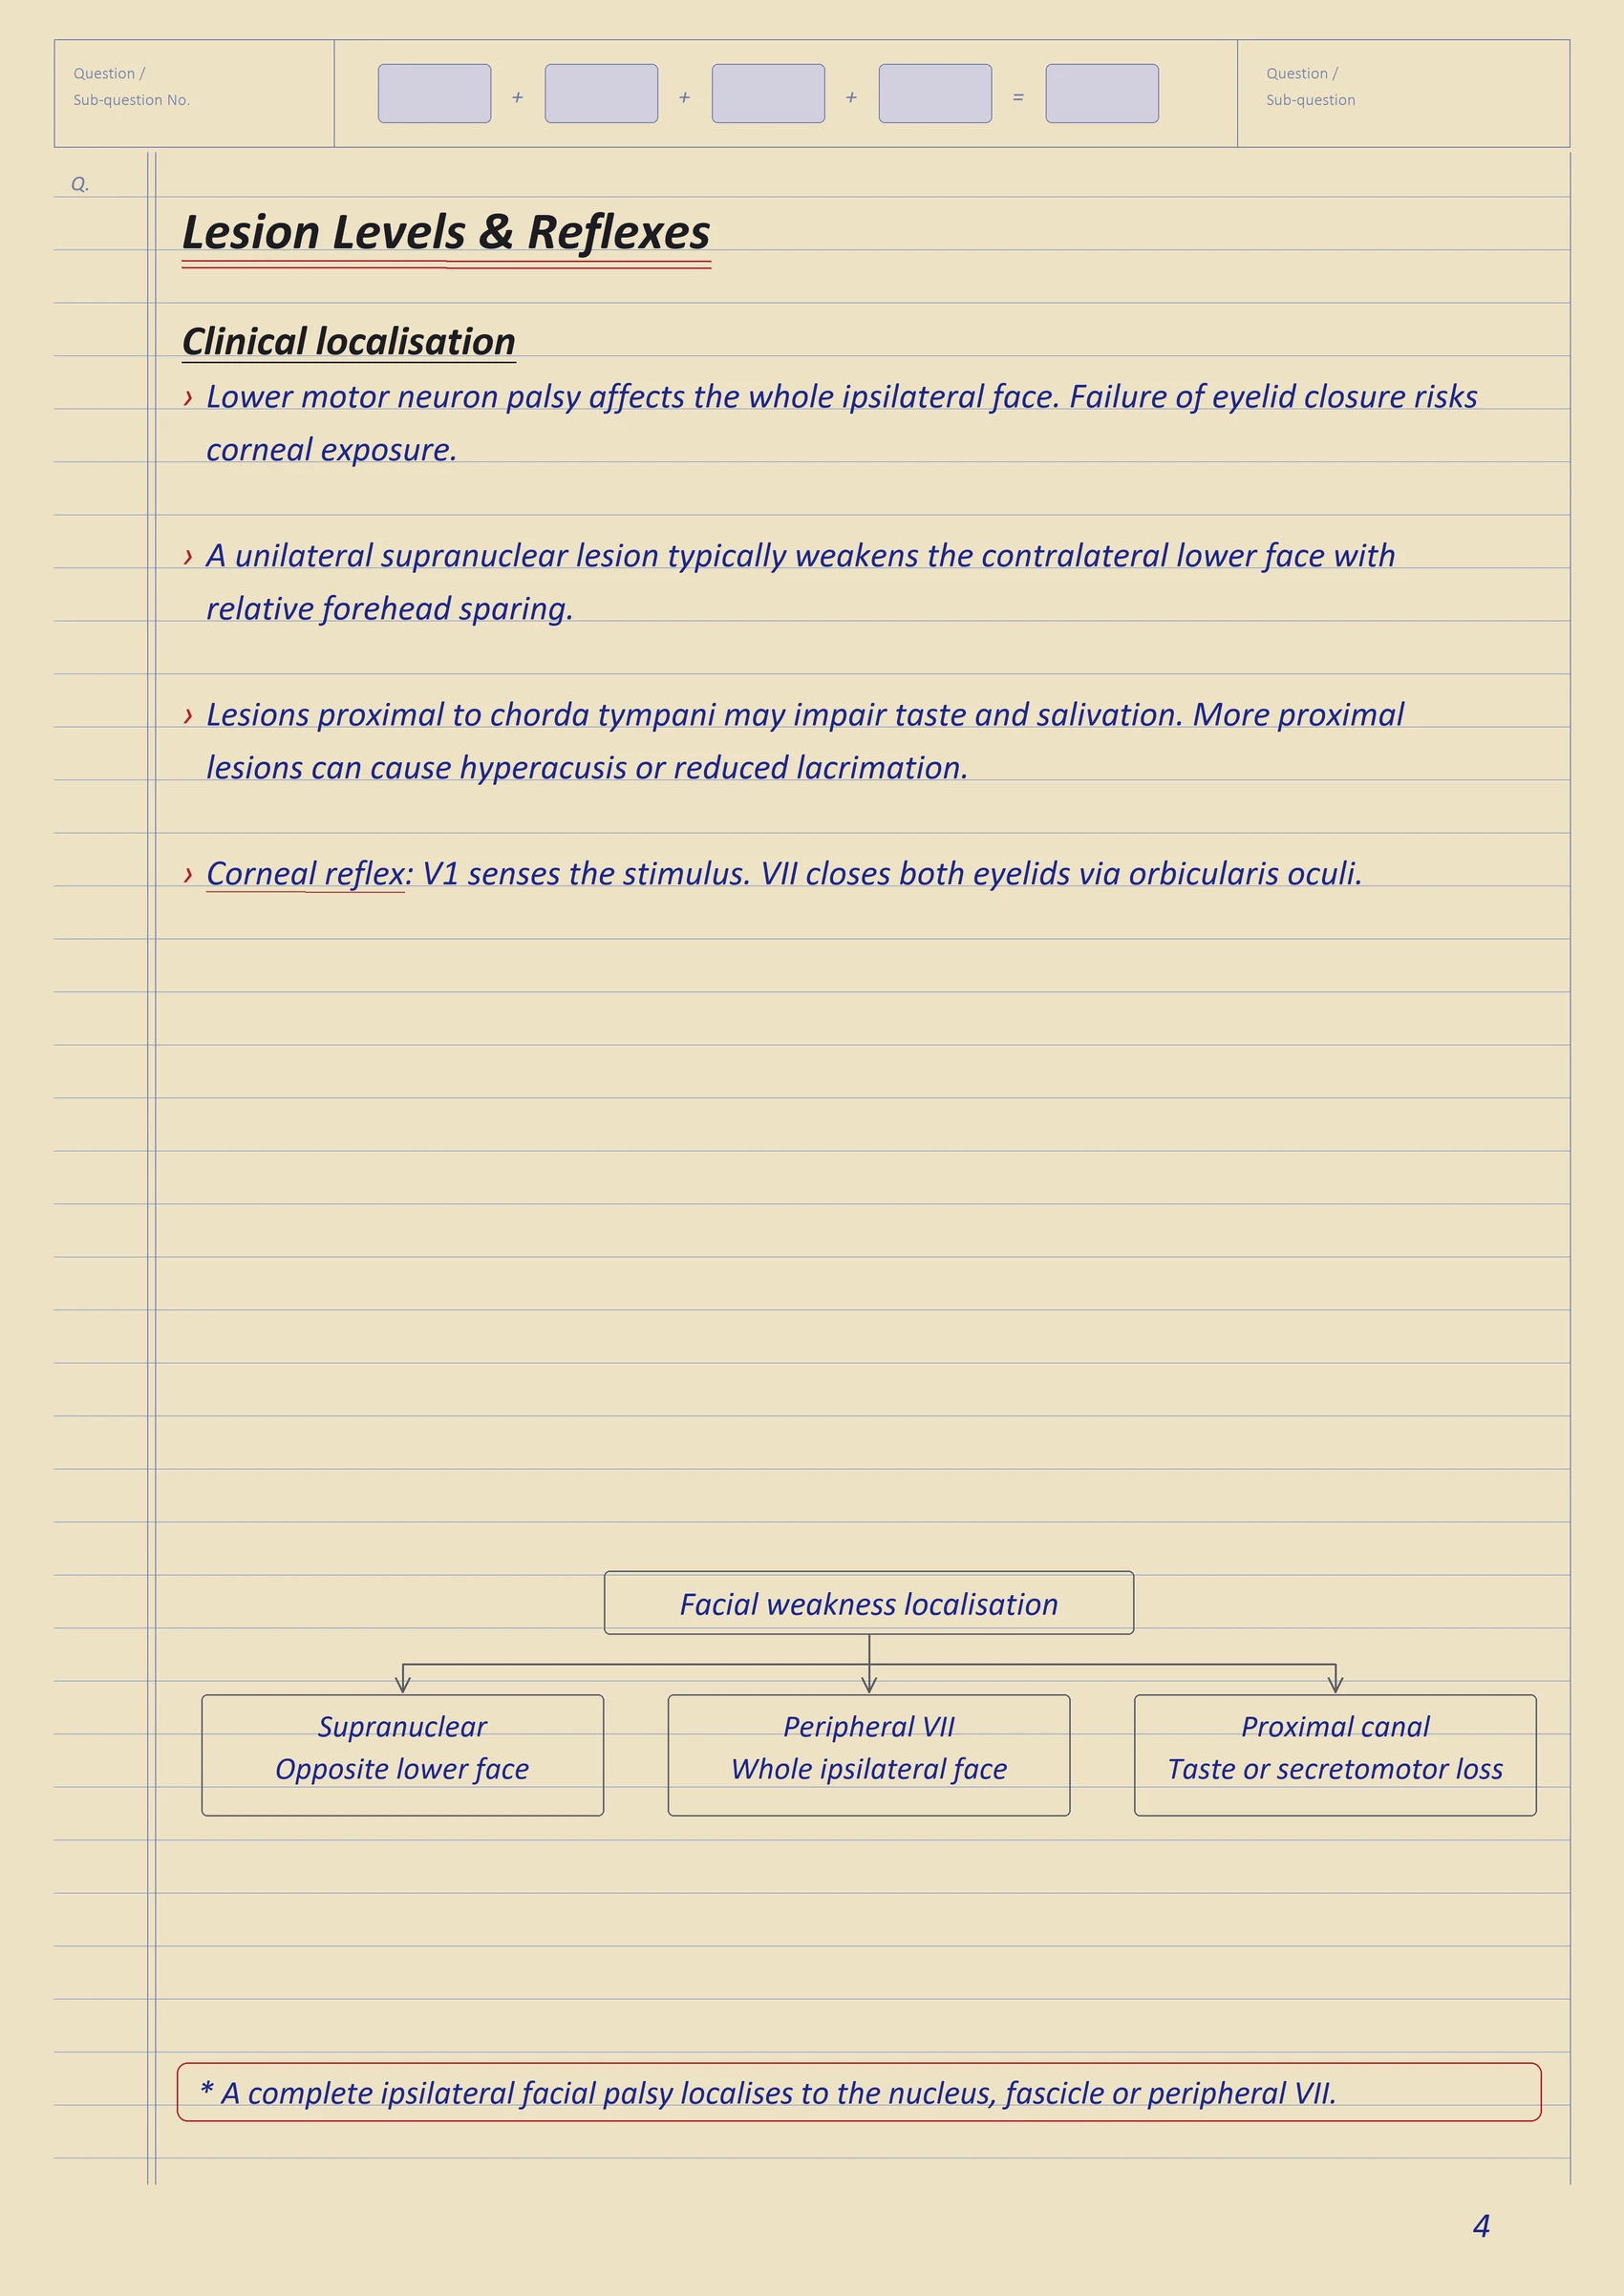 Question /
Sub-question No.
+ + + =
Question /
Sub-question
Q.
Lesion Levels & Reflexes
Clinical localisation
› Lower motor neuron palsy affects the whole ipsilateral face. Failure of eyelid closure risks
corneal exposure.
› A unilateral supranuclear lesion typically weakens the contralateral lower face with
relative forehead sparing.
› Lesions proximal to chorda tympani may impair taste and salivation. More proximal
lesions can cause hyperacusis or reduced lacrimation.
› Corneal reflex: V1 senses the stimulus. VII closes both eyelids via orbicularis oculi.
Facial weakness localisation
Supranuclear
Opposite lower face
Peripheral VII
Whole ipsilateral face
Proximal canal
Taste or secretomotor loss
* A complete ipsilateral facial palsy localises to the nucleus, fascicle or peripheral VII.
4